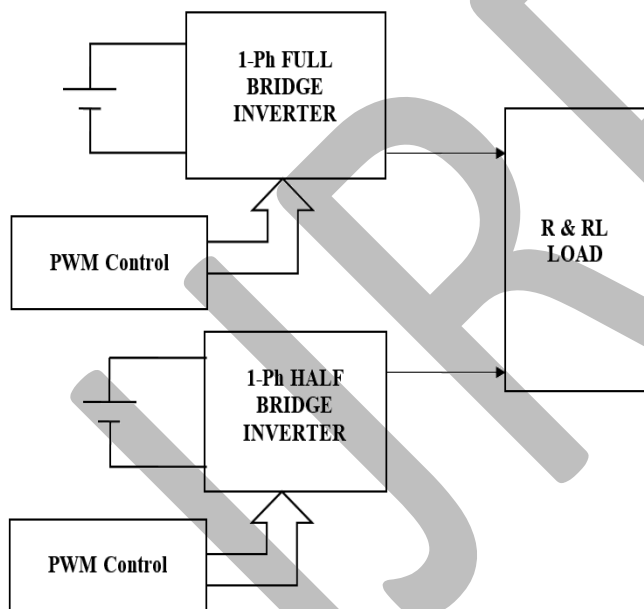 1-Ph FULL
BRIDGE
INVERTER
PWM Control
R & RL
LOAD
1-Ph HALF
BRIDGE
INVERTER
PWM Control